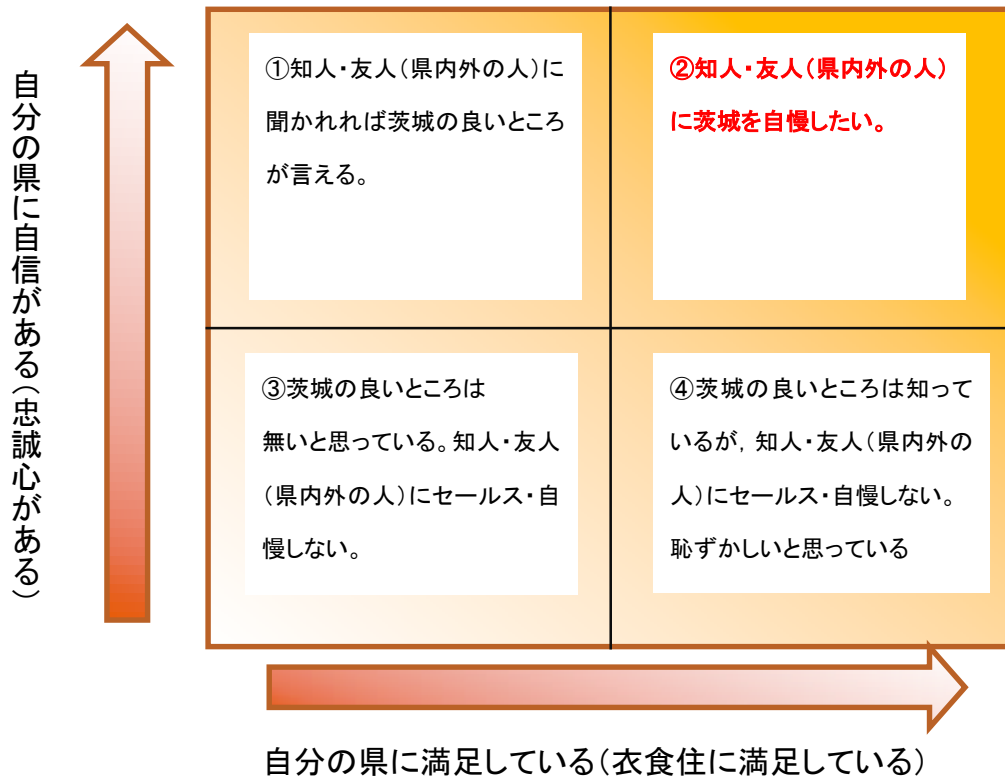 自分の県に自信がある(忠誠心がある)
①知人・友人(県内外の人)に
聞かれれば茨城の良いところ
が言える。
②知人・友人(県内外の人)
に茨城を自慢したい。
③茨城の良いところは
無いと思っている。知人・友人
(県内外の人)にセールス・自
慢しない。
④茨城の良いところは知って
いるが,知人・友人(県内外の
人)にセールス・自慢しない。
恥ずかしいと思っている
自分の県に満足している(衣食住に満足している)